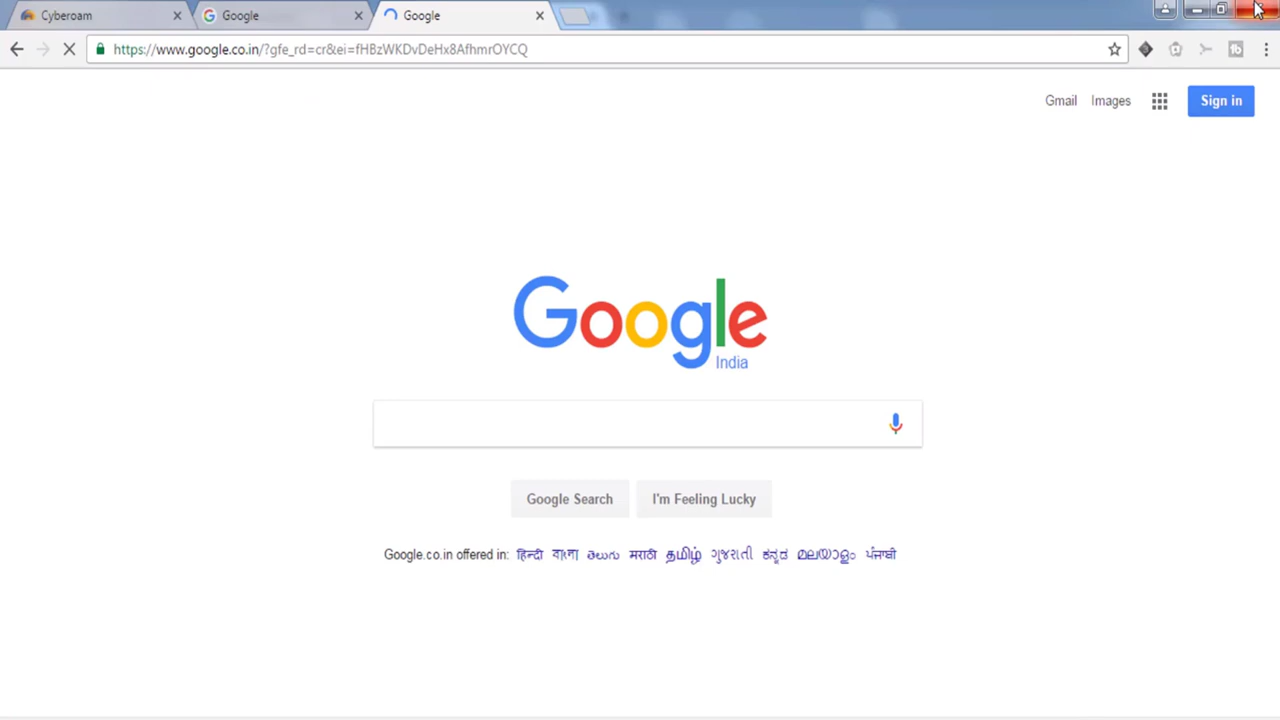 Cyberoam
Google
Google
https://www.google.co.in/?gfe_rd=cr&ei=fHBzWKDvDeHx8AfhmrOYCQ
Gmail
Images
Sign in
Google
India
Google Search
I'm Feeling Lucky
Google.co.in offered in: हिन्दी বাংলা తెలుగు मराठी தமிழ் ગુજરાતી ಕನ್ನಡ മലയാളം ਪੰਜਾਬੀ